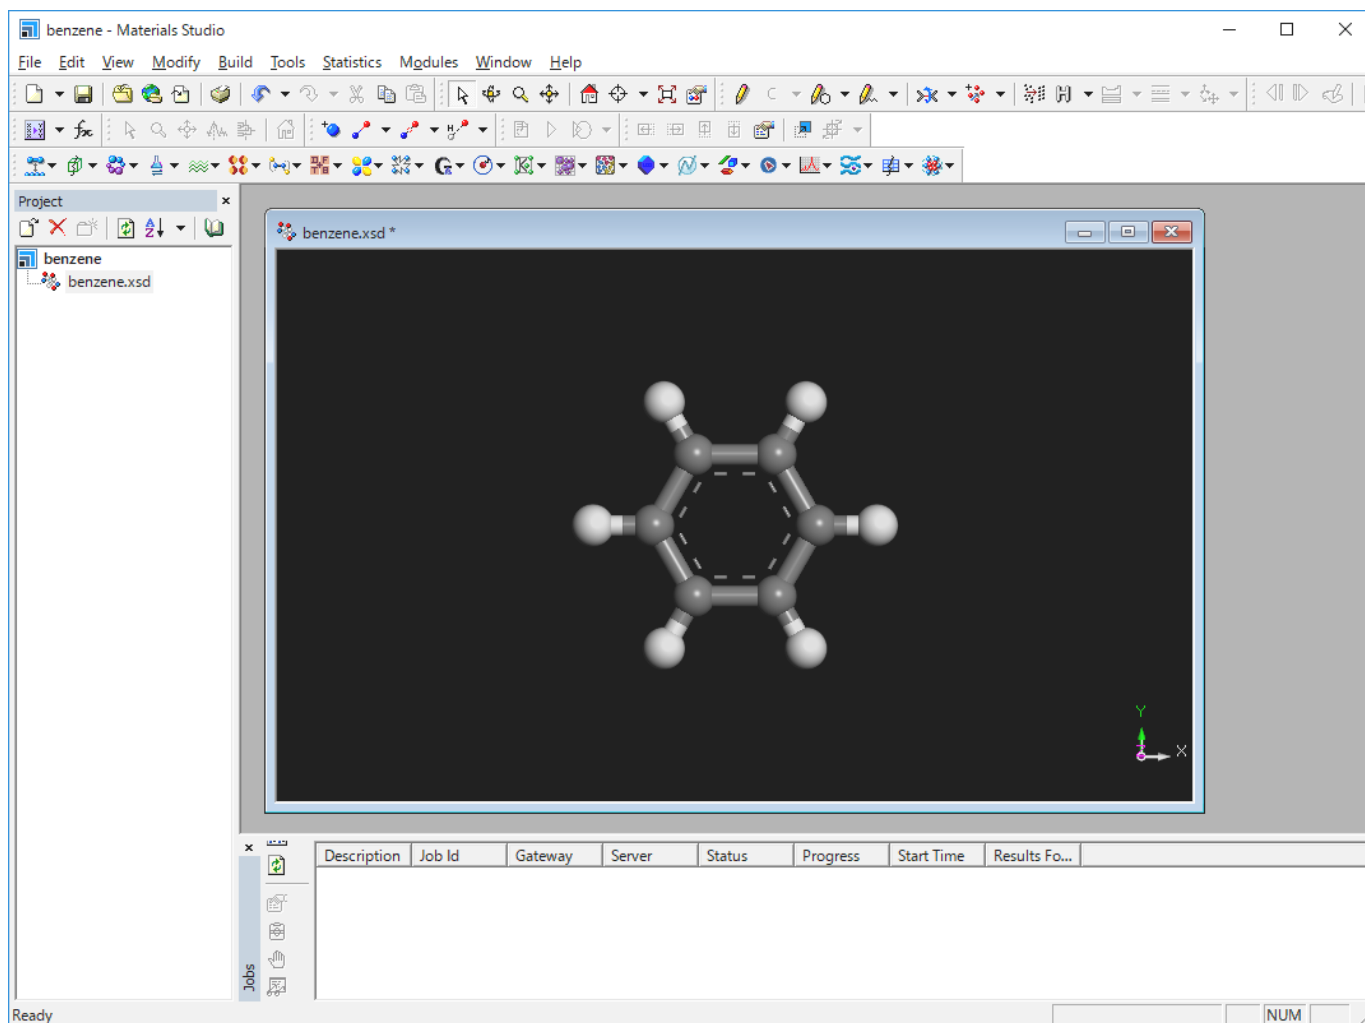 benzene - Materials Studio
File Edit View Modify Build Tools Statistics Modules Window Help
Project
benzene
benzene.xsd
benzene.xsd *
Y
X
Description Job Id Gateway Server Status Progress Start Time Results Fo...
Jobs
Ready
NUM